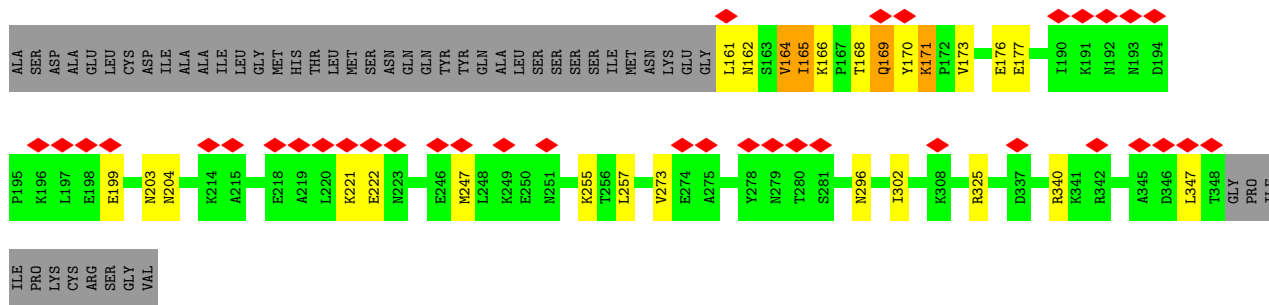 ALA SER ASP ALA GLU LEU CYS ASP ILE ALA ALA ILE LEU GLY MET HIS THR LEU MET SER ASN GLN GLN TYR TYR GLN ALA LEU SER SER SER SER ILE MET ASN LYS GLU GLY L161 N162 S163 V164 I165 K166 P167 T168 Q169 Y170 K171 P172 V173 E176 E177 I190 K191 N192 N193 D194
P195 K196 L197 E198 E199 N203 N204 K214 A215 E218 A219 L220 K221 E222 N223 E246 M247 L248 K249 E250 N251 K255 T256 L257 V273 E274 A275 Y278 N279 T280 S281 N296 I302 K308 R325 D337 R340 K341 R342 A345 D346 L347 T348 GLY PRO ILE
ILE PRO LYS CYS ARG SER GLY VAL